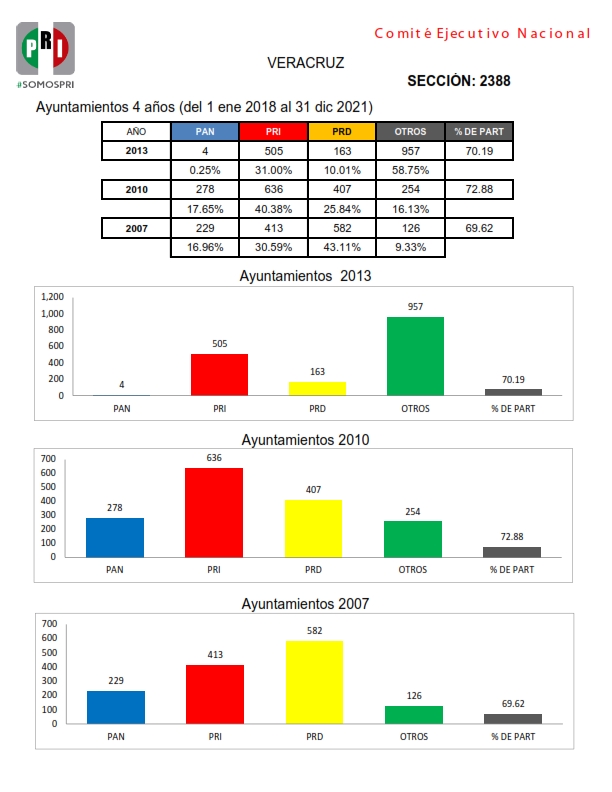 PRI
#SOMOSPRI
Comité Ejecutivo Nacional
VERACRUZ
SECCIÓN: 2388
Ayuntamientos 4 años (del 1 ene 2018 al 31 dic 2021)
AÑO PAN PRI PRD OTROS % DE PART
2013 4 505 163 957 70.19
0.25% 31.00% 10.01% 58.75%
2010 278 636 407 254 72.88
17.65% 40.38% 25.84% 16.13%
2007 229 413 582 126 69.62
16.96% 30.59% 43.11% 9.33%
Ayuntamientos 2013
1,200
1,000
800
600
400
200
0
4 505 163 957 70.19
PAN PRI PRD OTROS % DE PART
Ayuntamientos 2010
700
600
500
400
300
200
100
0
278 636 407 254 72.88
PAN PRI PRD OTROS % DE PART
Ayuntamientos 2007
700
600
500
400
300
200
100
0
229 413 582 126 69.62
PAN PRI PRD OTROS % DE PART